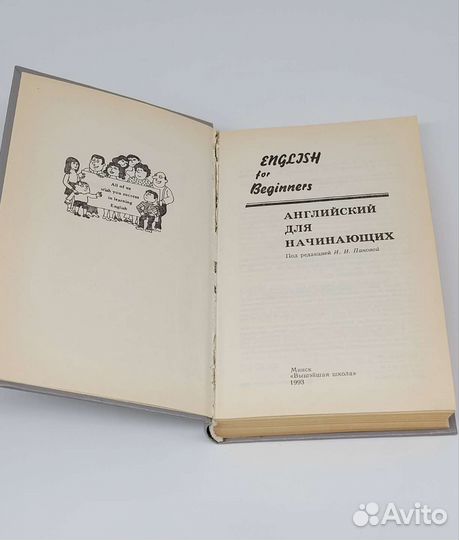 All of us
wish you success
in learning
English
ENGLISH
for
Beginners
АНГЛИЙСКИЙ
ДЛЯ
НАЧИНАЮЩИХ
Под редакцией И. И. Пановой
Минск
«Вышэйшая школа»
1993
Avito